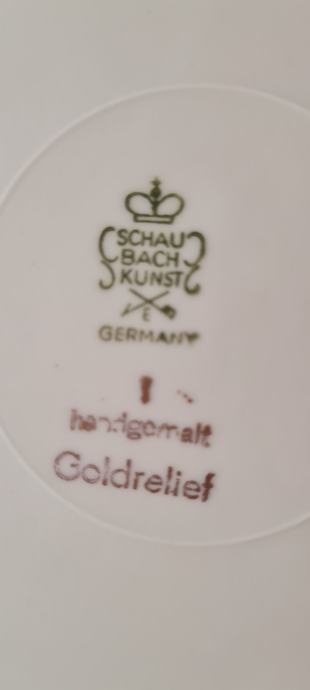 SCHAU
BACH
KUNST
E
GERMANY
handgemalt
Goldrelief